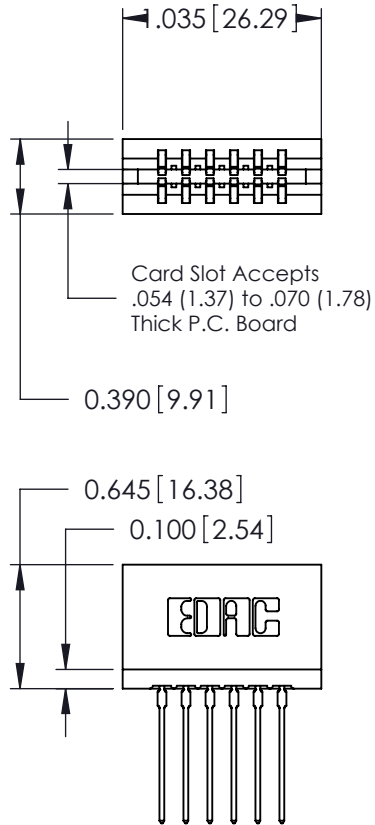 1.035 [26.29]
Card Slot Accepts
.054 (1.37) to .070 (1.78)
Thick P.C. Board
0.390 [9.91]
0.645 [16.38]
0.100 [2.54]
EDAC